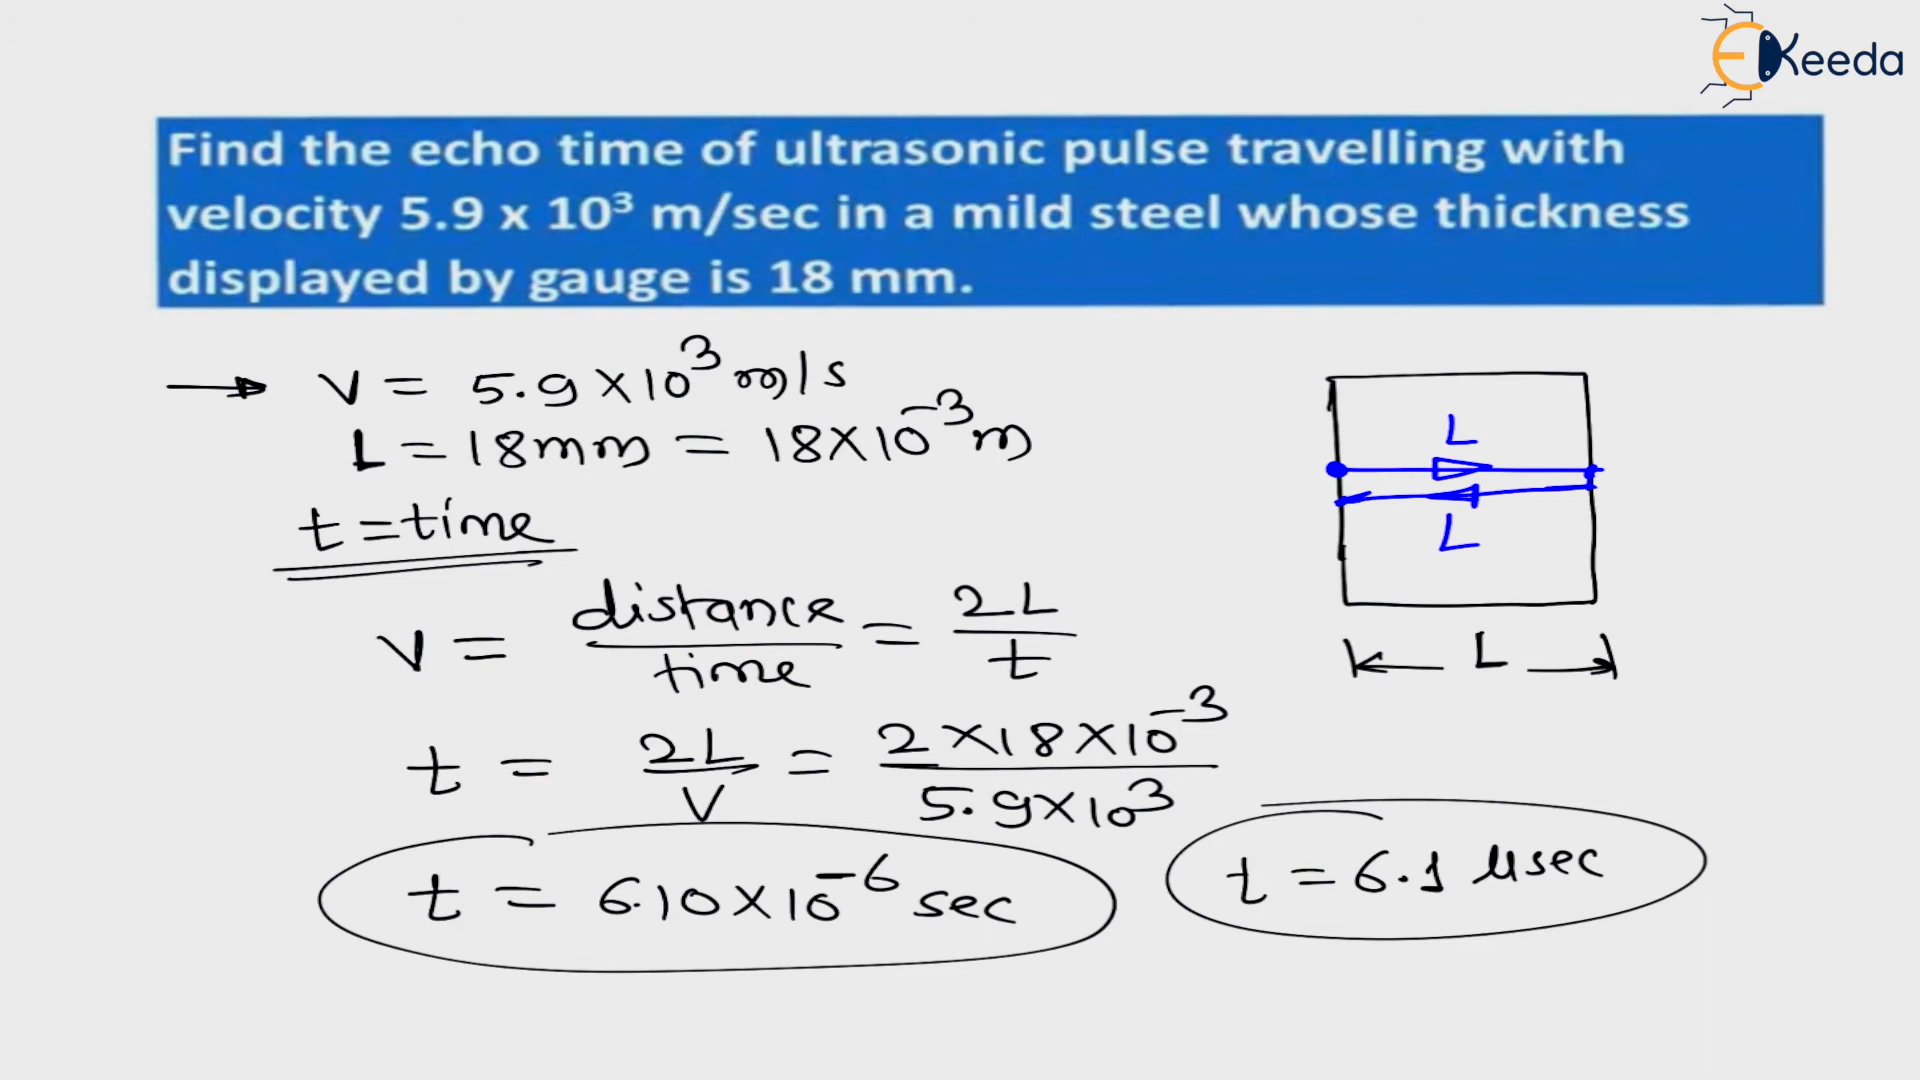 EKeeda
Find the echo time of ultrasonic pulse travelling with
velocity 5.9 x 10³ m/sec in a mild steel whose thickness
displayed by gauge is 18 mm.
→ V = 5.9 × 10³ m/s
L = 18mm = 18×10⁻³ m
t = time
V = distance/time = 2L/t
t = 2L/V = 2×18×10⁻³/5.9×10³
t = 6.10×10⁻⁶ sec
t = 6.1 μsec
L
L
L